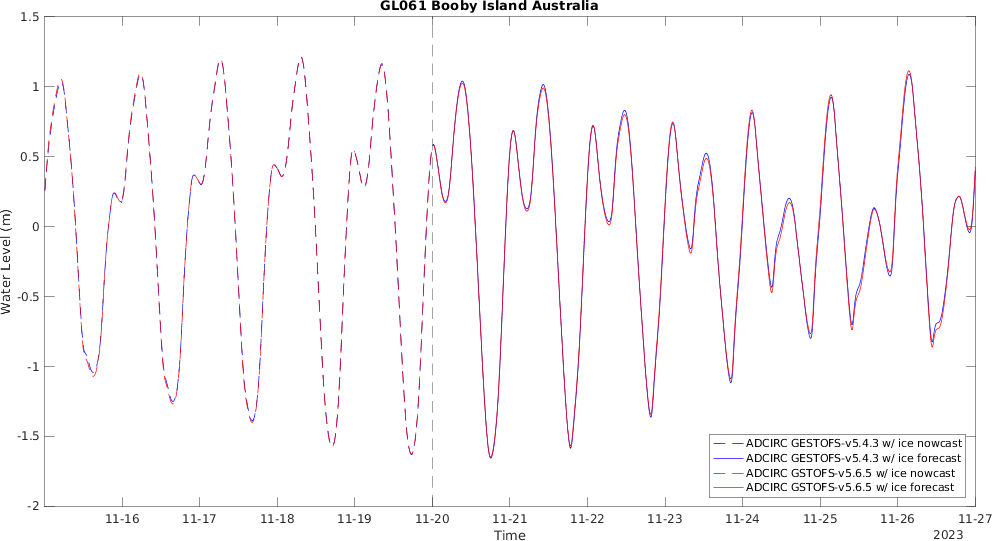 GL061 Booby Island Australia
1.5
1
0.5
0
-0.5
-1
-1.5
-2
Water Level (m)
ADCIRC GESTOFS-v5.4.3 w/ ice nowcast
ADCIRC GESTOFS-v5.4.3 w/ ice forecast
ADCIRC GSTOFS-v5.6.5 w/ ice nowcast
ADCIRC GSTOFS-v5.6.5 w/ ice forecast
11-16 11-17 11-18 11-19 11-20 11-21 11-22 11-23 11-24 11-25 11-26 11-27
Time
2023